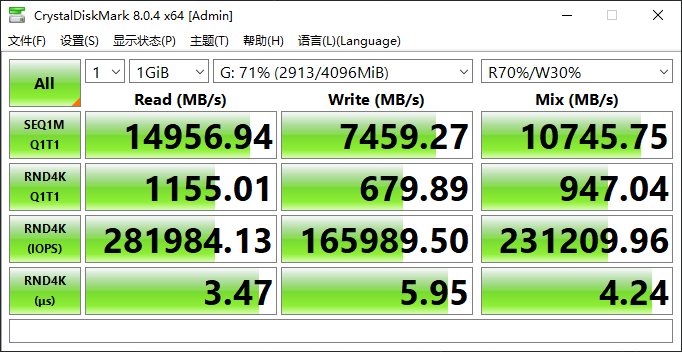 CrystalDiskMark 8.0.4 x64 [Admin]
文件(F) 设置(S) 显示状态(P) 主题(T) 帮助(H) 语言(L)(Language)
All 1 1GiB G: 71% (2913/4096MiB) R70%/W30%
Read (MB/s) Write (MB/s) Mix (MB/s)
SEQ1M
Q1T1 14956.94 7459.27 10745.75
RND4K
Q1T1 1155.01 679.89 947.04
RND4K
(IOPS) 281984.13 165989.50 231209.96
RND4K
(μs) 3.47 5.95 4.24